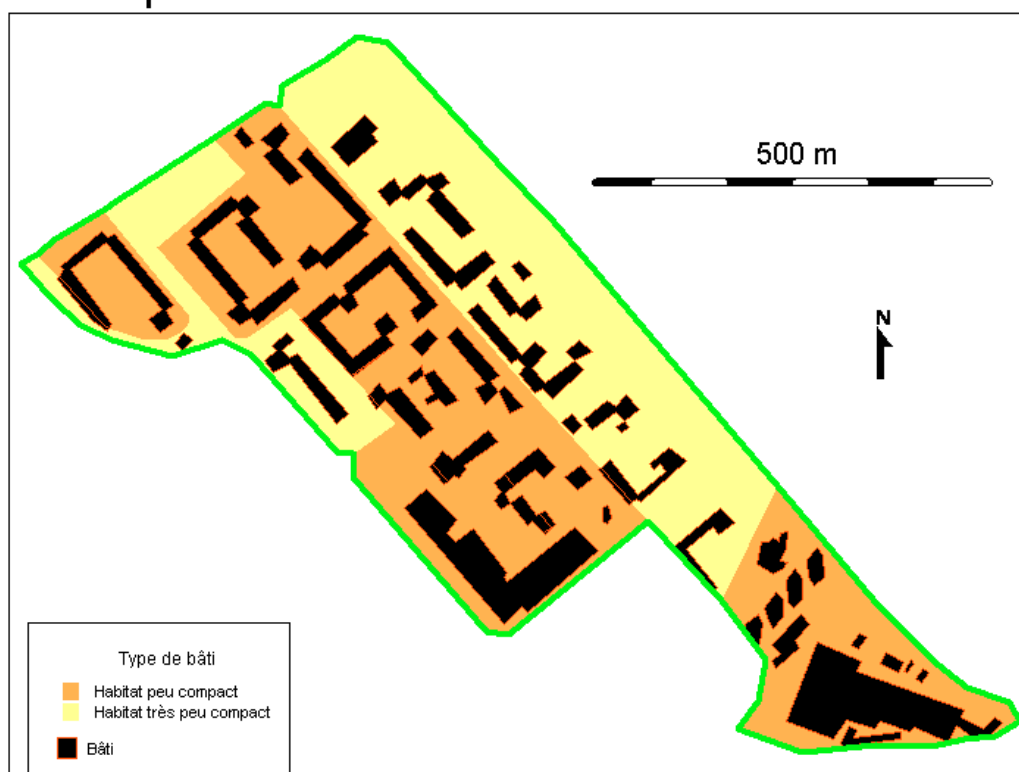 500 m
N
Type de bâti
Habitat peu compact
Habitat très peu compact
Bâti